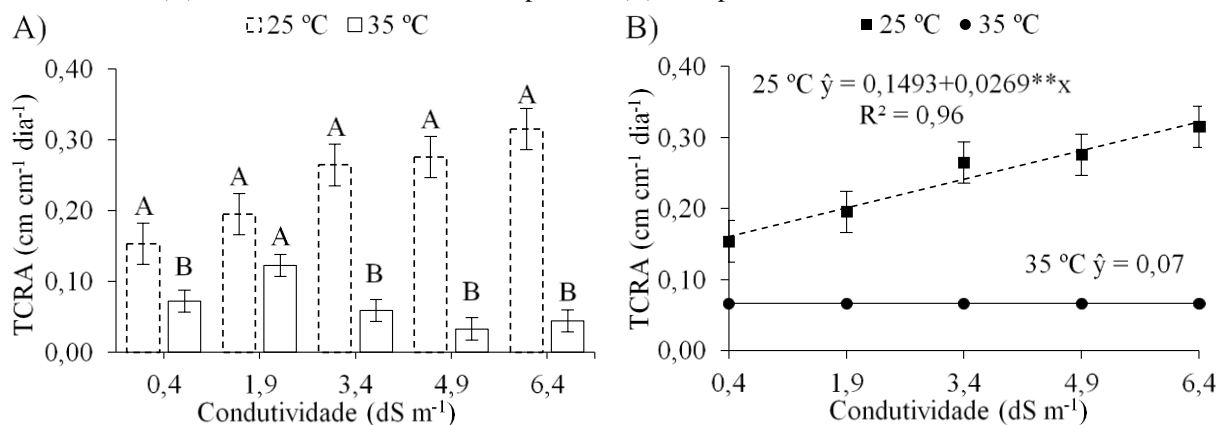 A)
25 ºC 35 ºC
TCRA (cm cm⁻¹ dia⁻¹)
0,40
0,30
0,20
0,10
0,00
A B A A A B A B A B
0,4 1,9 3,4 4,9 6,4
Condutividade (dS m⁻¹)
B)
25 ºC 35 ºC
TCRA (cm cm⁻¹ dia⁻¹)
0,40
0,30
0,20
0,10
0,00
25 ºC ŷ = 0,1493+0,0269**x
R² = 0,96
35 ºC ŷ = 0,07
0,4 1,9 3,4 4,9 6,4
Condutividade (dS m⁻¹)